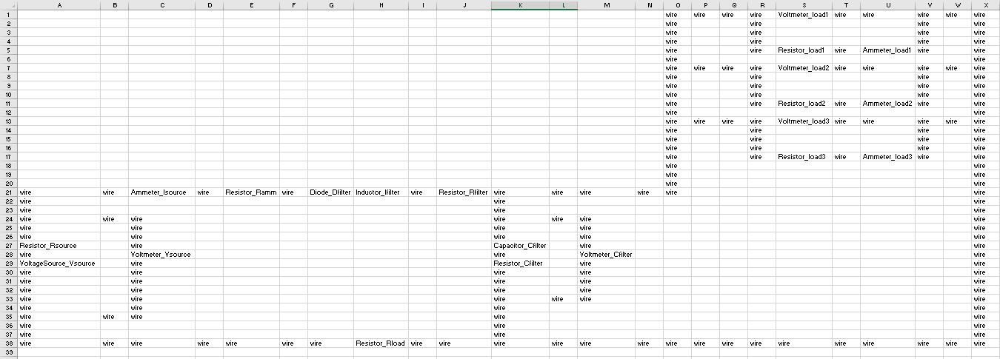 A B C D E F G H I J K L M N O P Q R S T U V W X
1 wire wire wire wire Voltmeter_load1 wire wire wire wire wire
2 wire wire wire wire
3 wire wire wire wire
4 wire wire wire wire
5 wire wire Resistor_load1 wire Ammeter_load1 wire wire
6 wire wire
7 wire wire wire wire Voltmeter_load2 wire wire wire wire wire
8 wire wire wire wire
9 wire wire wire wire
10 wire wire wire wire
11 wire wire Resistor_load2 wire Ammeter_load2 wire wire
12 wire wire
13 wire wire wire wire Voltmeter_load3 wire wire wire wire wire
14 wire wire wire wire
15 wire wire wire wire
16 wire wire wire wire
17 wire wire Resistor_load3 wire Ammeter_load3 wire wire
18 wire wire
19 wire wire
20 wire wire
21 wire wire Ammeter_Isource wire Resistor_Ramm wire Diode_Dfilter Inductor_Ifilter wire Resistor_Rfilter wire wire wire wire wire wire
22 wire wire wire
23 wire wire wire
24 wire wire wire wire wire wire wire
25 wire wire wire wire wire
26 wire wire wire wire wire
27 Resistor_Rsource wire Capacitor_Cfilter wire wire
28 wire Voltmeter_Vsource wire Voltmeter_Cfilter wire
29 VoltageSource_Vsource wire Resistor_Cfilter wire wire
30 wire wire wire wire wire
31 wire wire wire wire wire
32 wire wire wire wire wire
33 wire wire wire wire wire wire
34 wire wire wire wire
35 wire wire wire wire wire
36 wire wire wire
37 wire wire wire
38 wire wire wire wire wire wire wire Resistor_Rload wire wire wire wire wire wire wire wire wire wire wire wire wire wire wire wire
39